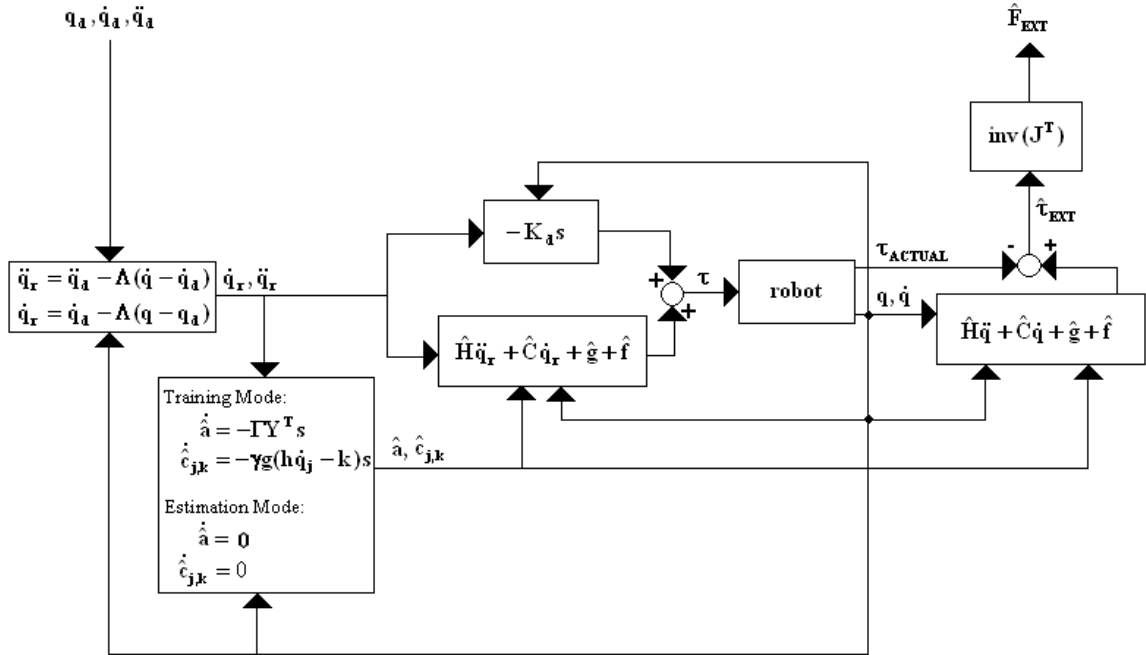 q_d, q̇_d, q̈_d
F̂_EXT
inv(J^T)
τ̂_EXT
−K_d s
- +
τ_ACTUAL
q̈_r = q̈_d − Λ(q̇ − q̇_d)
q̇_r = q̇_d − Λ(q − q_d)
q̇_r, q̈_r
+
+
τ
robot
q, q̇
Ĥq̈_r + Ĉq̇_r + ĝ + f̂
Ĥq̈ + Ĉq̇ + ĝ + f̂
Training Mode:
â̇ = −ΓY^T s
ĉ̇_j,k = −γg(hq̇_j − k)s
â, ĉ_j,k
Estimation Mode:
â̇ = 0
ĉ̇_j,k = 0